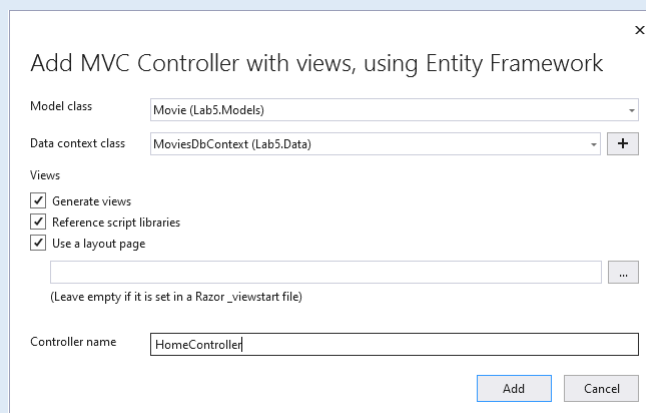 Add MVC Controller with views, using Entity Framework
Model class
Movie (Lab5.Models)
Data context class
MoviesDbContext (Lab5.Data)
+
Views
Generate views
Reference script libraries
Use a layout page
...
(Leave empty if it is set in a Razor _viewstart file)
Controller name
HomeController
Add
Cancel